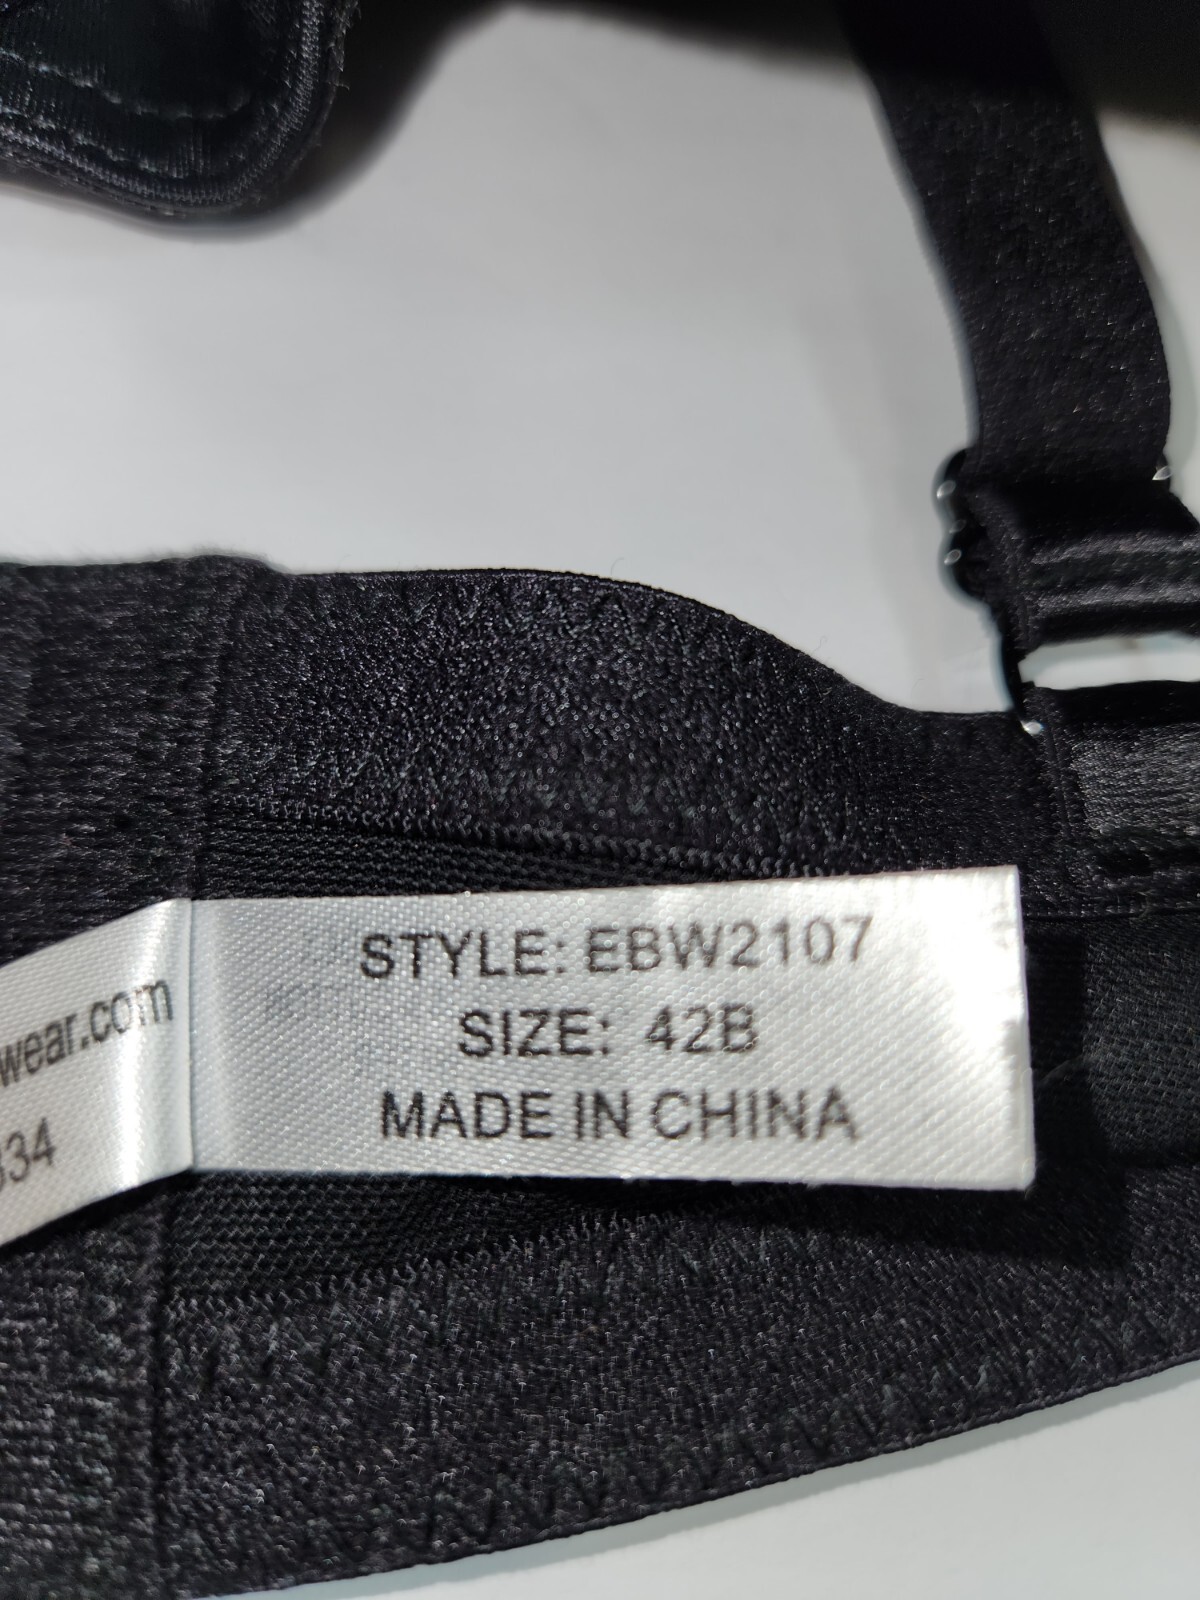 wear.com
334
STYLE: EBW2107
SIZE: 42B
MADE IN CHINA